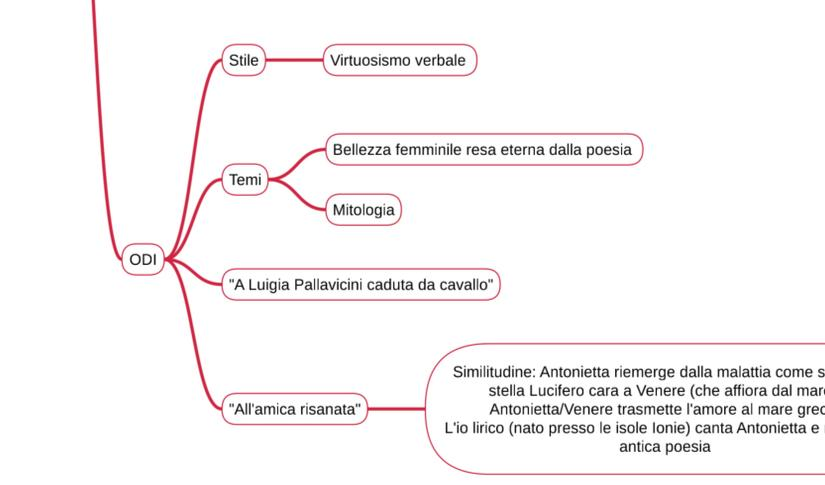 Stile
Virtuosismo verbale
Bellezza femminile resa eterna dalla poesia
Temi
Mitologia
ODI
"A Luigia Pallavicini caduta da cavallo"
"All'amica risanata"
Similitudine: Antonietta riemerge dalla malattia come
stella Lucifero cara a Venere (che affiora dal
Antonietta/Venere trasmette l'amore al mare
L'io lirico (nato presso le isole Ionie) canta Antonietta e
antica poesia